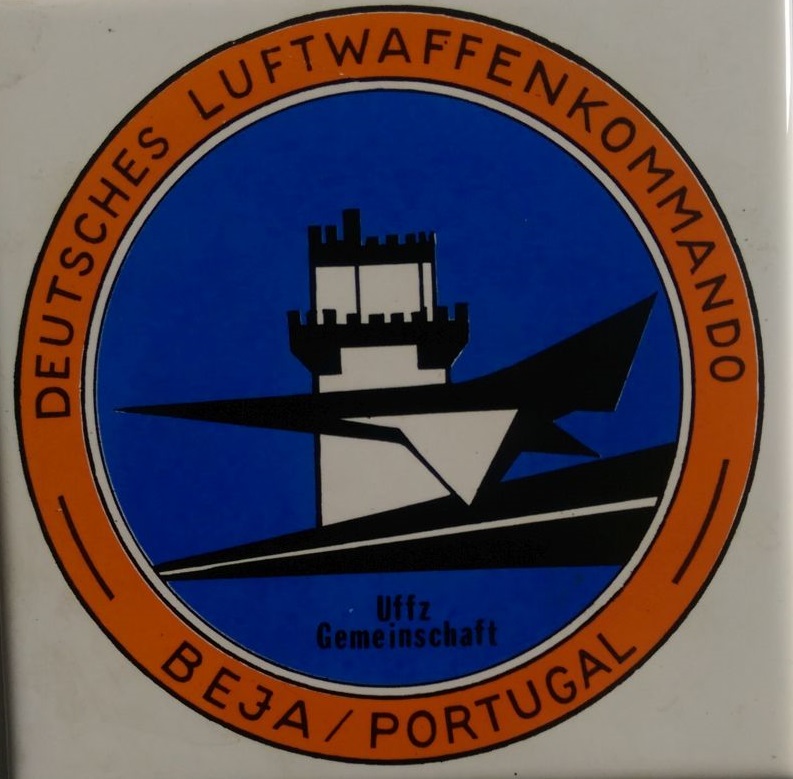 DEUTSCHES LUFTWAFFENKOMMANDO
Uffz
Gemeinschaft
BEJA / PORTUGAL